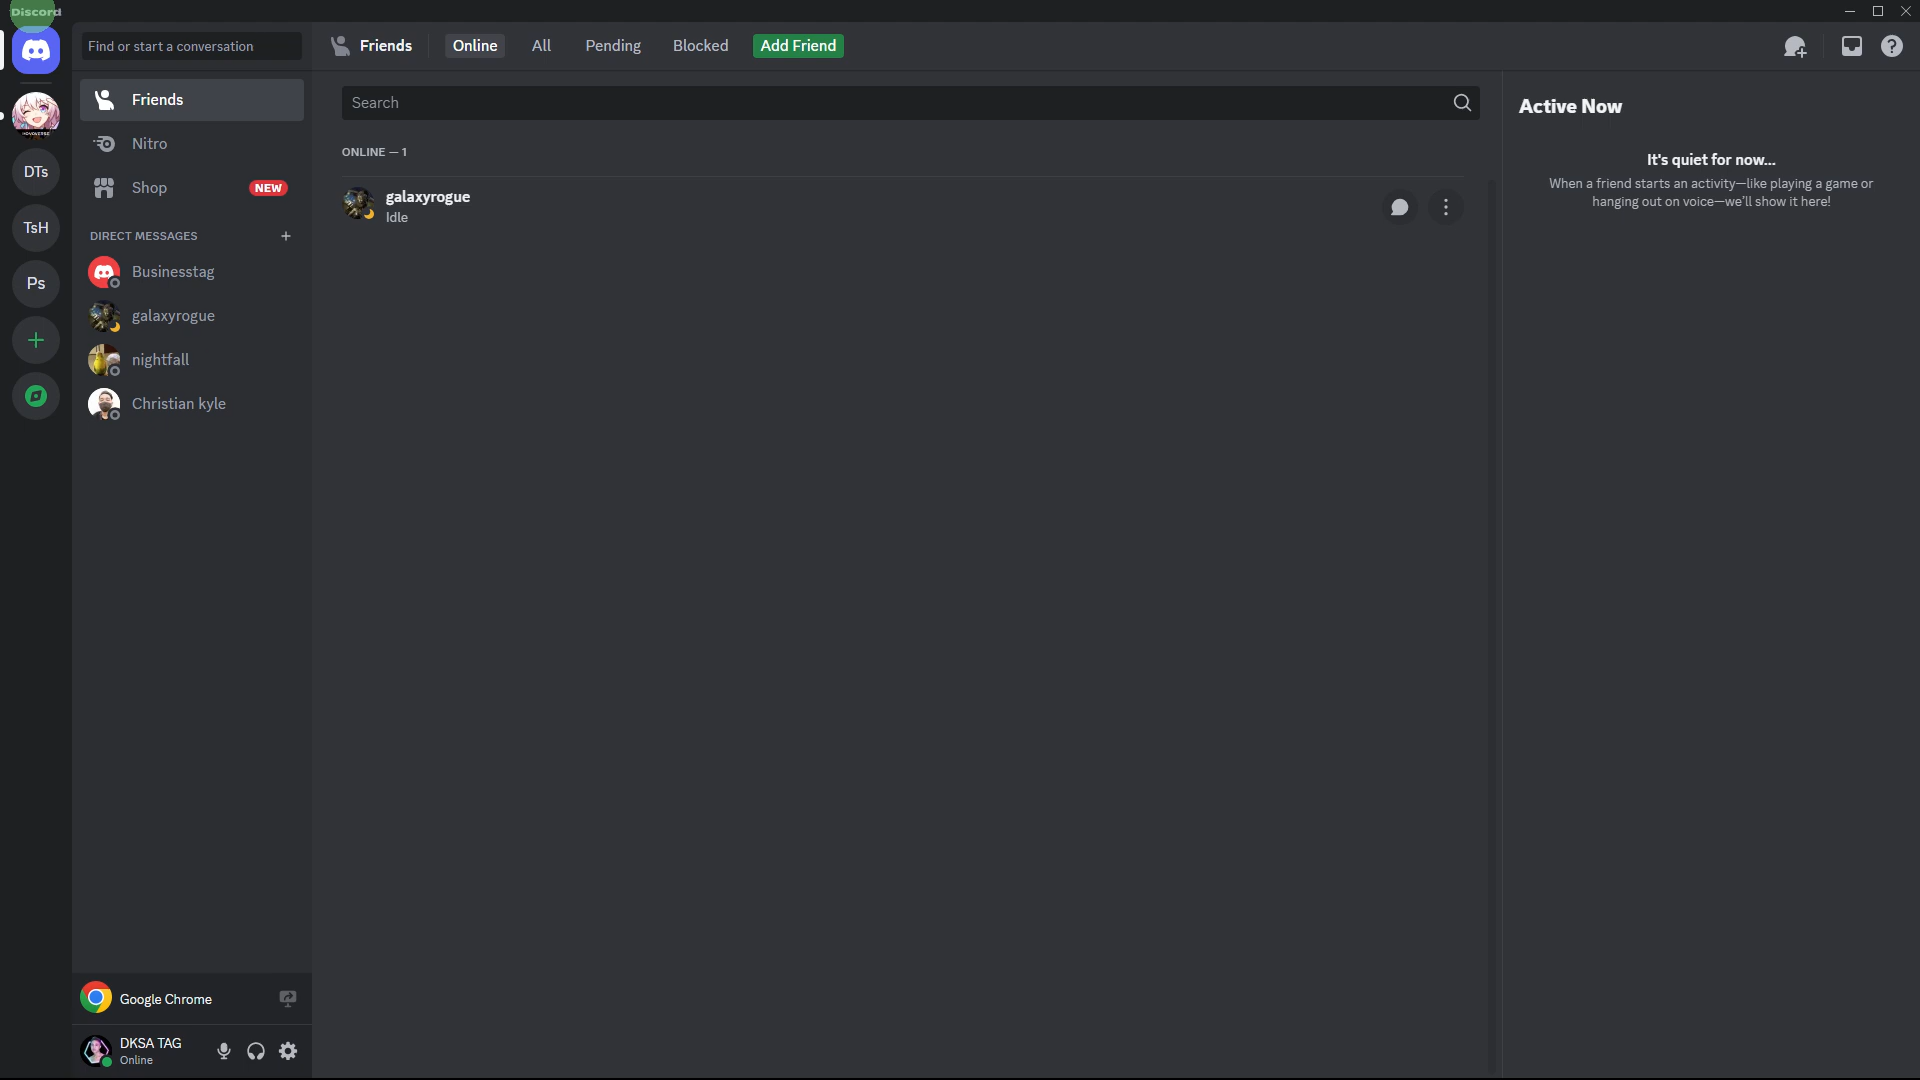 Discord
Find or start a conversation
Friends
Online
All
Pending
Blocked
Add Friend
Friends
Nitro
Shop
NEW
DIRECT MESSAGES
Businesstag
galaxyrogue
nightfall
Christian kyle
DTs
TsH
Ps
Search
ONLINE — 1
galaxyrogue
Idle
Active Now
It's quiet for now...
When a friend starts an activity—like playing a game or
hanging out on voice—we'll show it here!
Google Chrome
DKSA TAG
Online